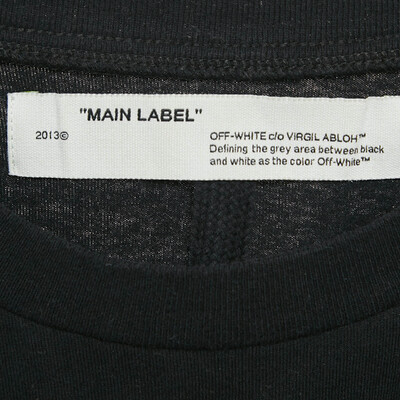 "MAIN LABEL"
2013©
OFF-WHITE c/o VIRGIL ABLOH™
Defining the grey area between black
and white as the color Off-White™